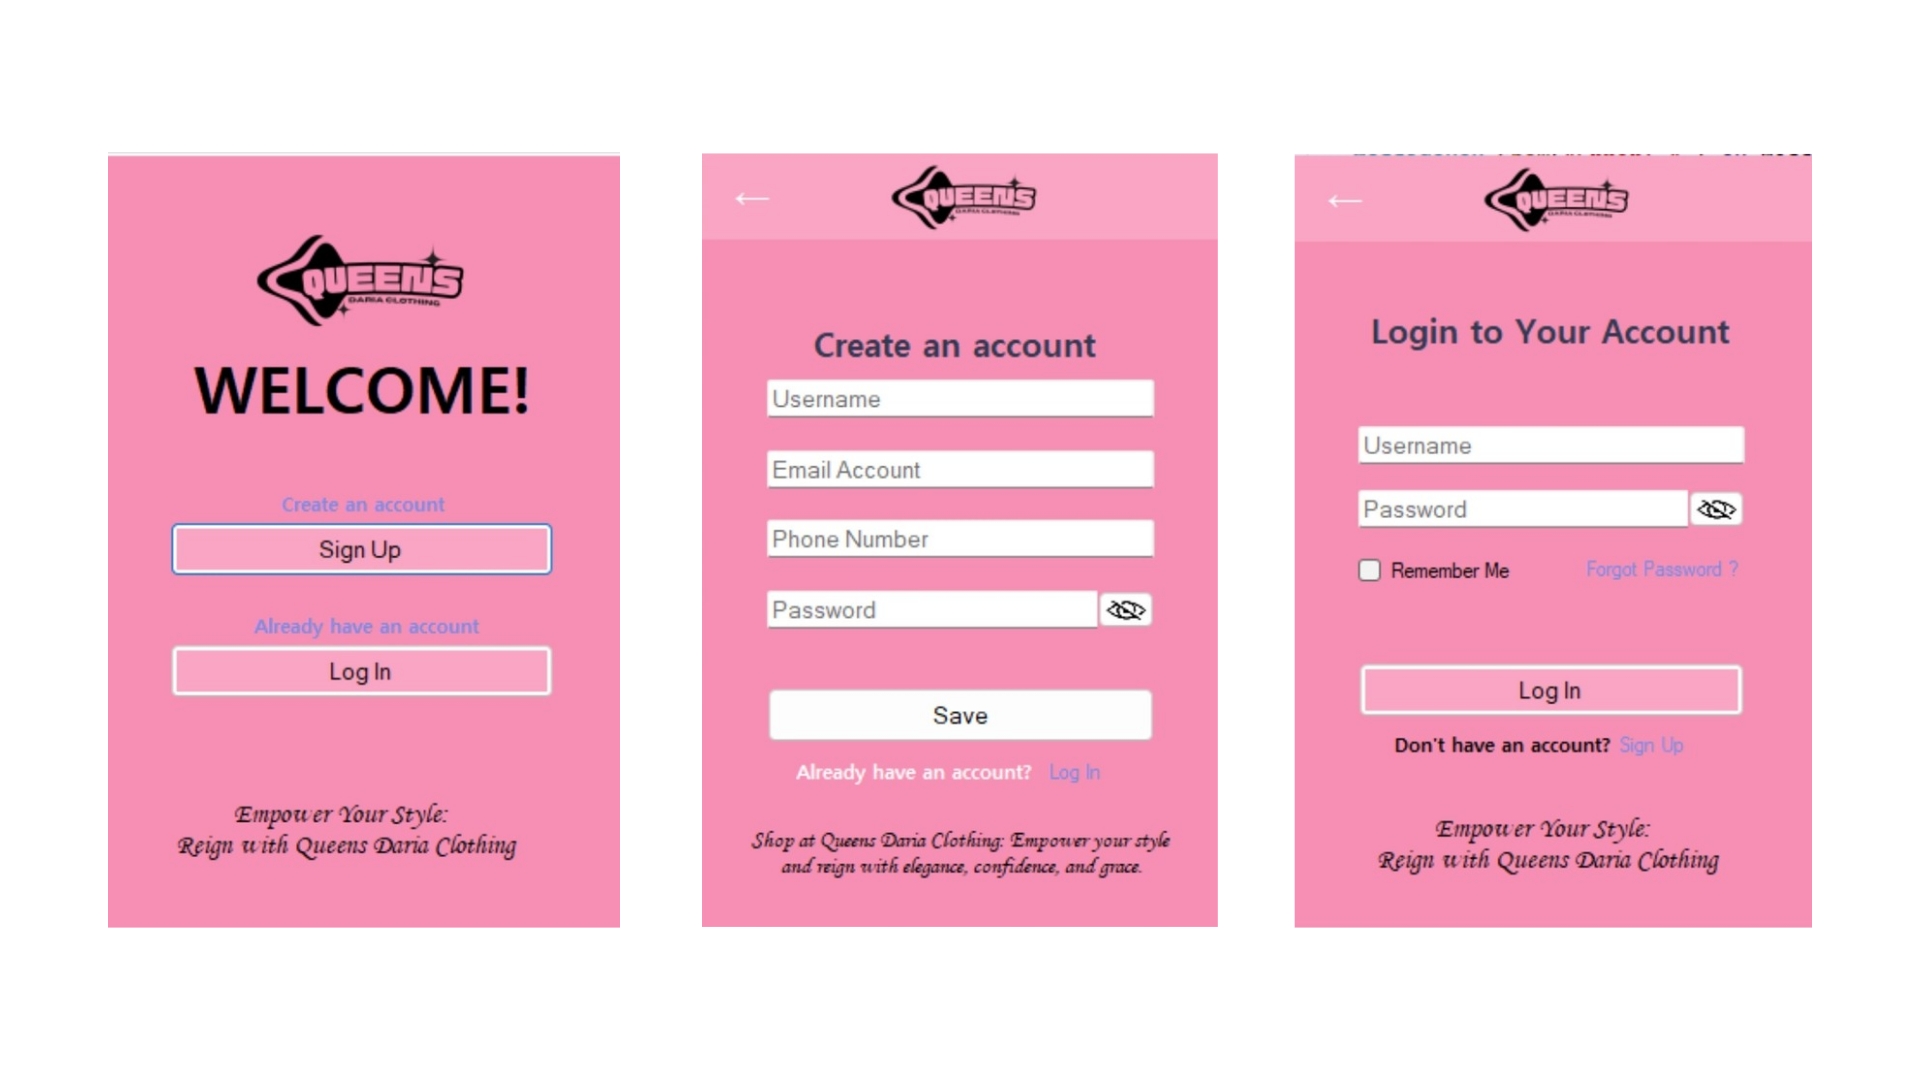 QUEENS
DARIA CLOTHING
WELCOME!
Create an account
Sign Up
Already have an account
Log In
Empower Your Style:
Reign with Queens Daria Clothing
←
QUEENS
DARIA CLOTHING
Create an account
Username
Email Account
Phone Number
Password
Save
Already have an account? Log In
Shop at Queens Daria Clothing: Empower your style
and reign with elegance, confidence, and grace.
←
QUEENS
DARIA CLOTHING
Login to Your Account
Username
Password
Remember Me Forgot Password ?
Log In
Don't have an account? Sign Up
Empower Your Style:
Reign with Queens Daria Clothing